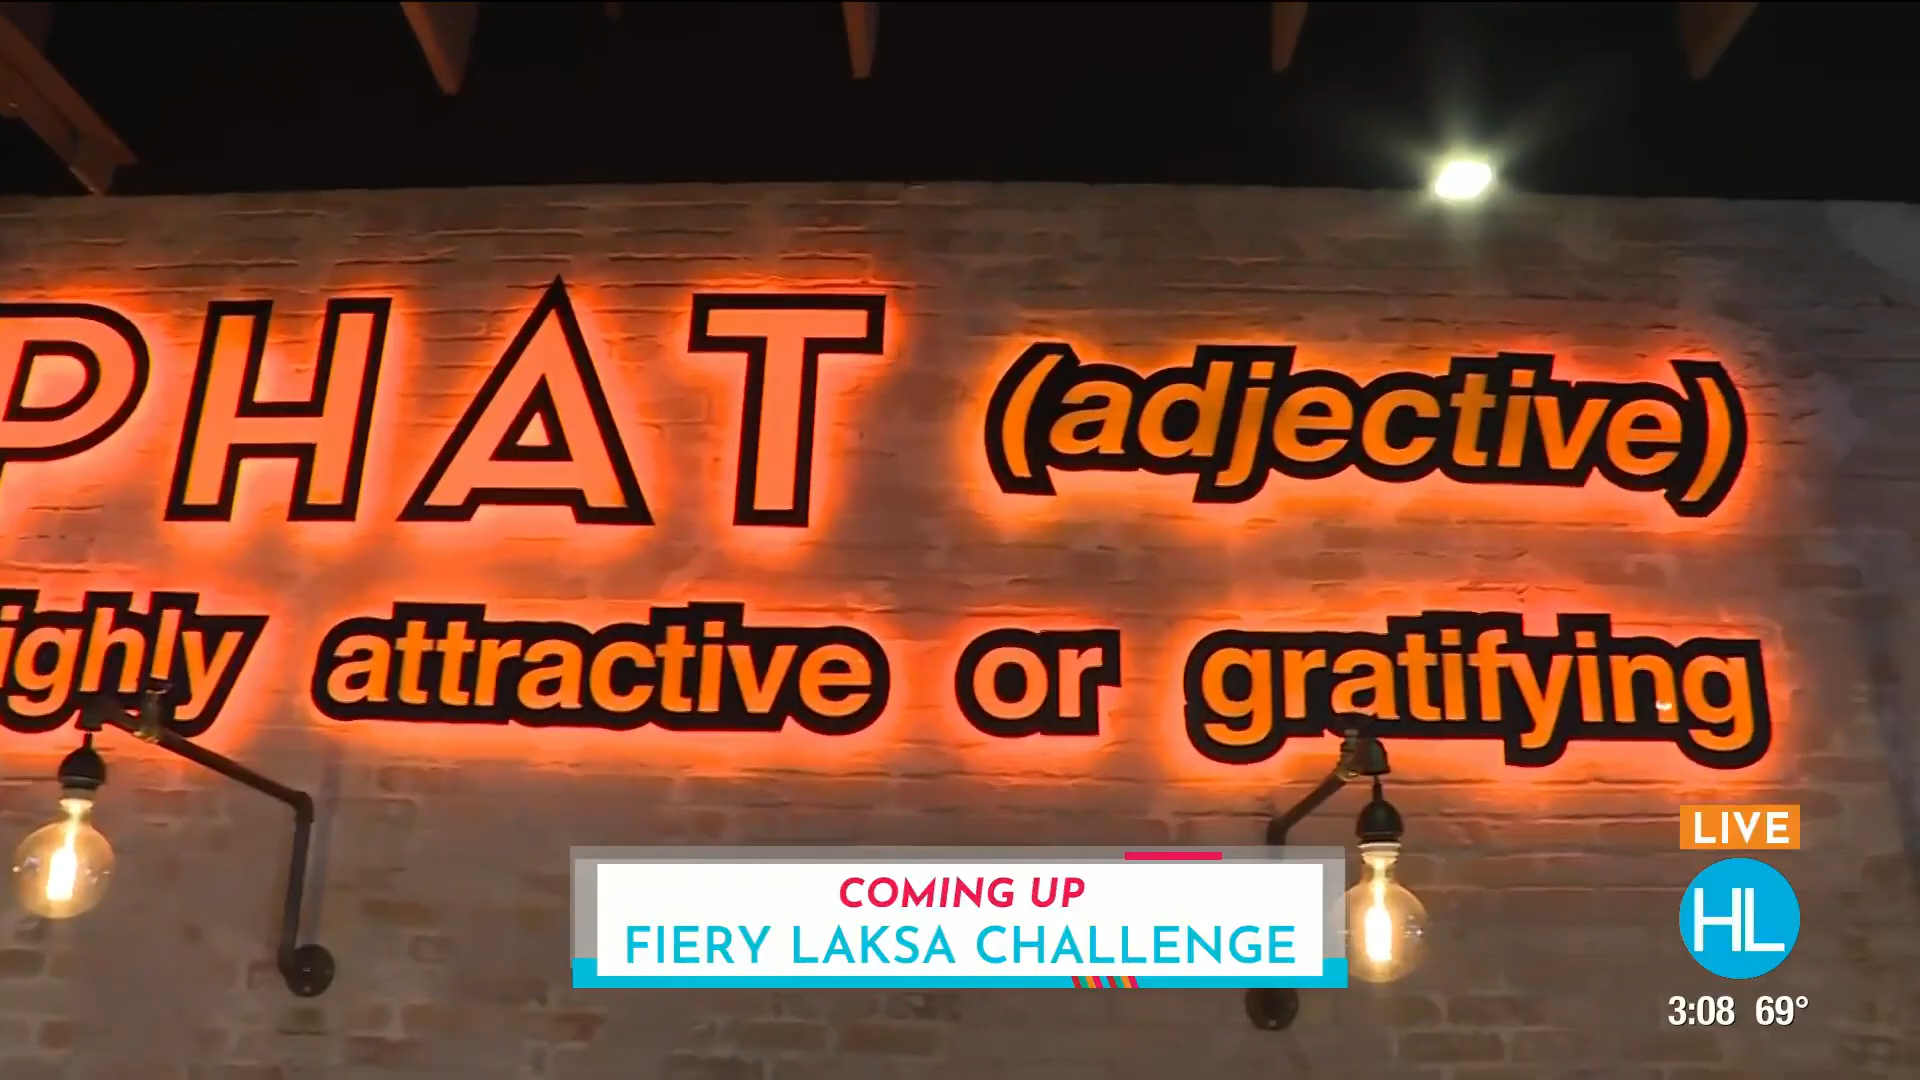 PHAT (adjective)
ighly attractive or gratifying
COMING UP
FIERY LAKSA CHALLENGE
LIVE
HL
3:08 69°